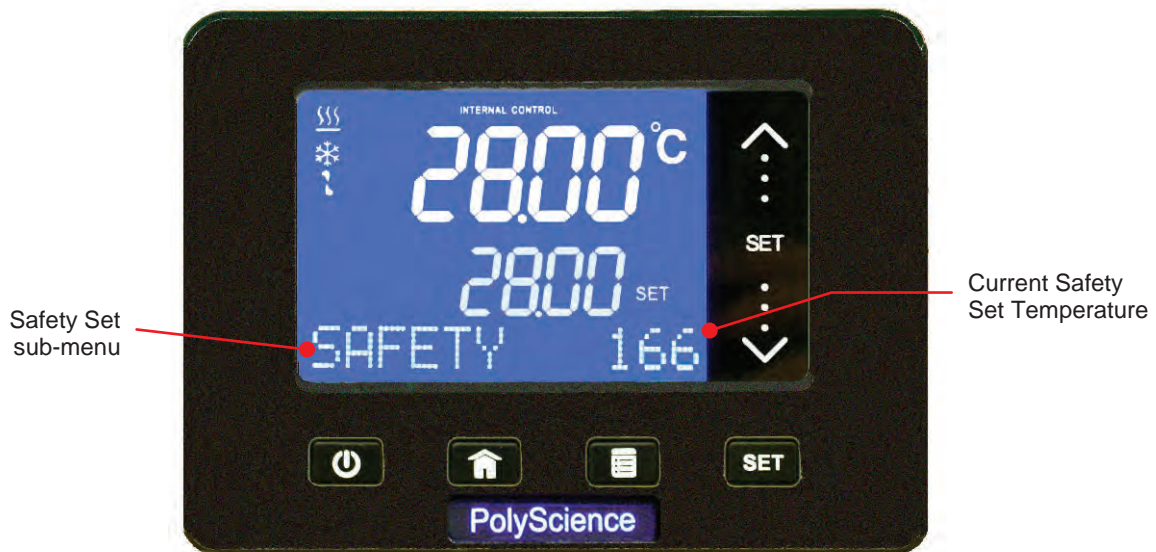 INTERNAL CONTROL
28.00°C
28.00 SET
SAFETY 166
SET
SET
PolyScience
Safety Set
sub-menu
Current Safety
Set Temperature